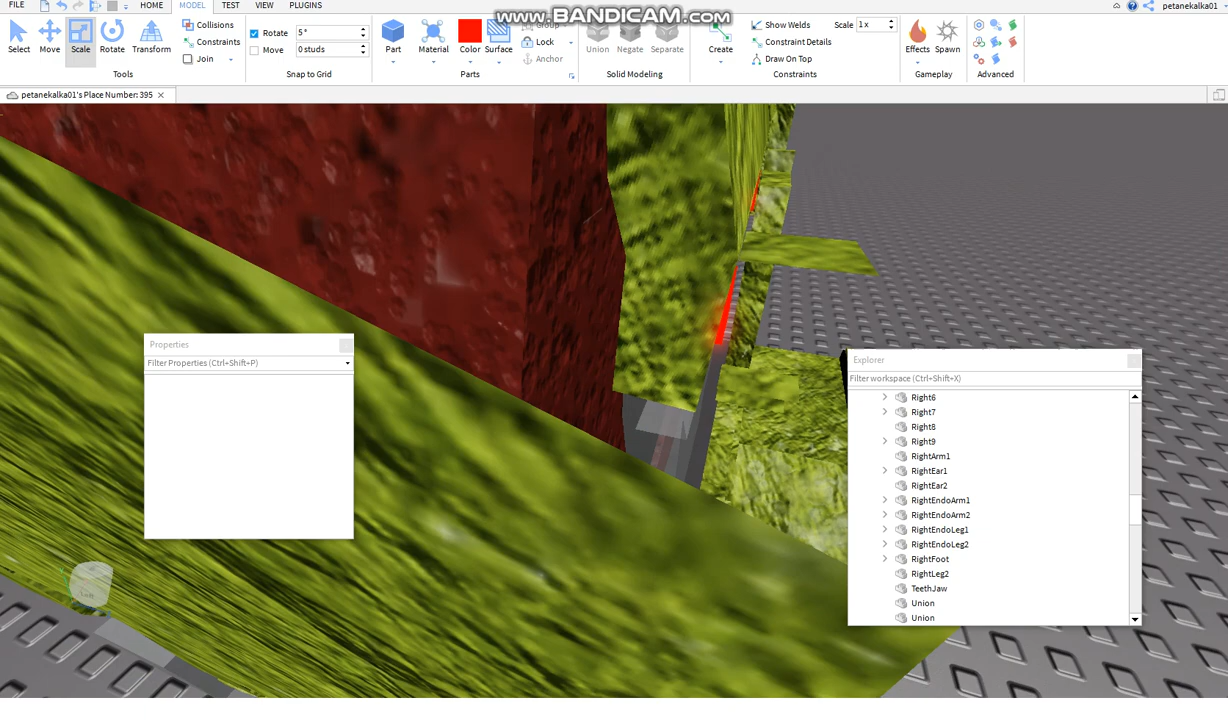 FILE HOME MODEL TEST VIEW PLUGINS
www.BANDICAM.com
petanekalka01
Select Move Scale Rotate Transform
Collisions
Constraints
Join
Tools
Rotate 5°
Move 0 studs
Snap to Grid
Part Material Color Surface
Group
Lock
Anchor
Parts
Union Negate Separate
Solid Modeling
Create
Show Welds Scale 1x
Constraint Details
Draw On Top
Constraints
Effects Spawn
Gameplay
Advanced
petanekalka01's Place Number: 395
Properties
Filter Properties (Ctrl+Shift+P)
Explorer
Filter workspace (Ctrl+Shift+X)
Right6
Right7
Right8
Right9
RightArm1
RightEar1
RightEar2
RightEndoArm1
RightEndoArm2
RightEndoLeg1
RightEndoLeg2
RightFoot
RightLeg2
TeethJaw
Union
Union